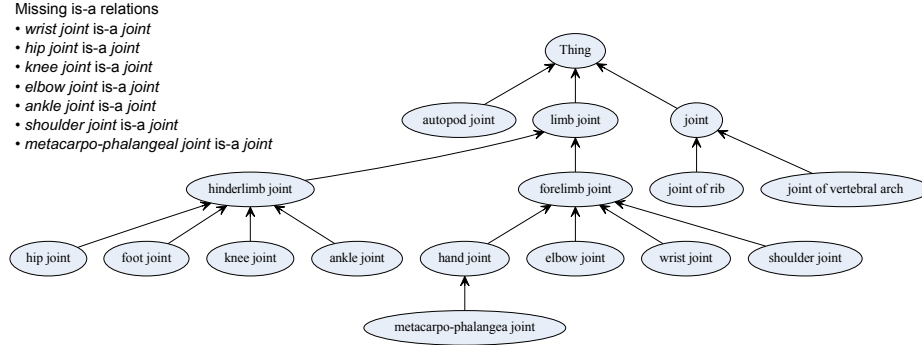 Missing is-a relations
• wrist joint is-a joint
• hip joint is-a joint
• knee joint is-a joint
• elbow joint is-a joint
• ankle joint is-a joint
• shoulder joint is-a joint
• metacarpo-phalangeal joint is-a joint
Thing
autopod joint
limb joint
joint
hinderlimb joint
forelimb joint
joint of rib
joint of vertebral arch
hip joint
foot joint
knee joint
ankle joint
hand joint
elbow joint
wrist joint
shoulder joint
metacarpo-phalangea joint